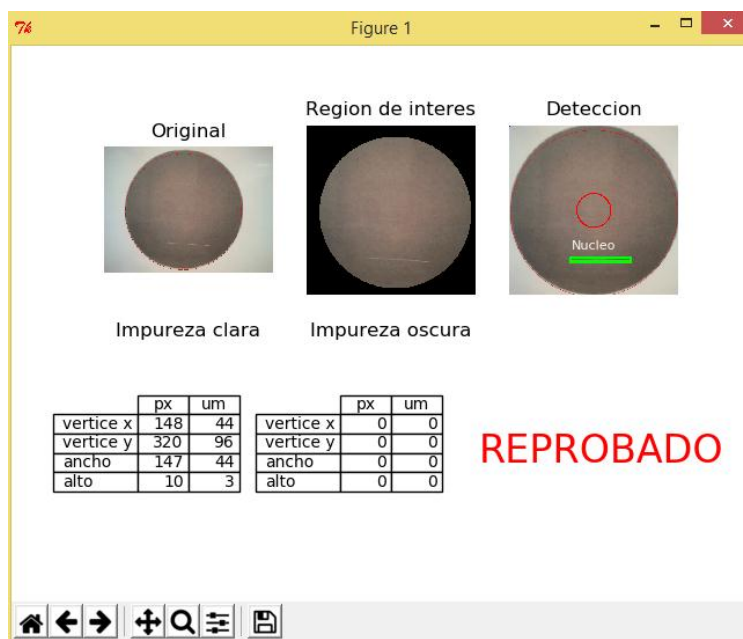 Figure 1
Original
Region de interes
Deteccion
Nucleo
Impureza clara
Impureza oscura
px um
vertice x 148 44
vertice y 320 96
ancho 147 44
alto 10 3
px um
vertice x 0 0
vertice y 0 0
ancho 0 0
alto 0 0
REPROBADO